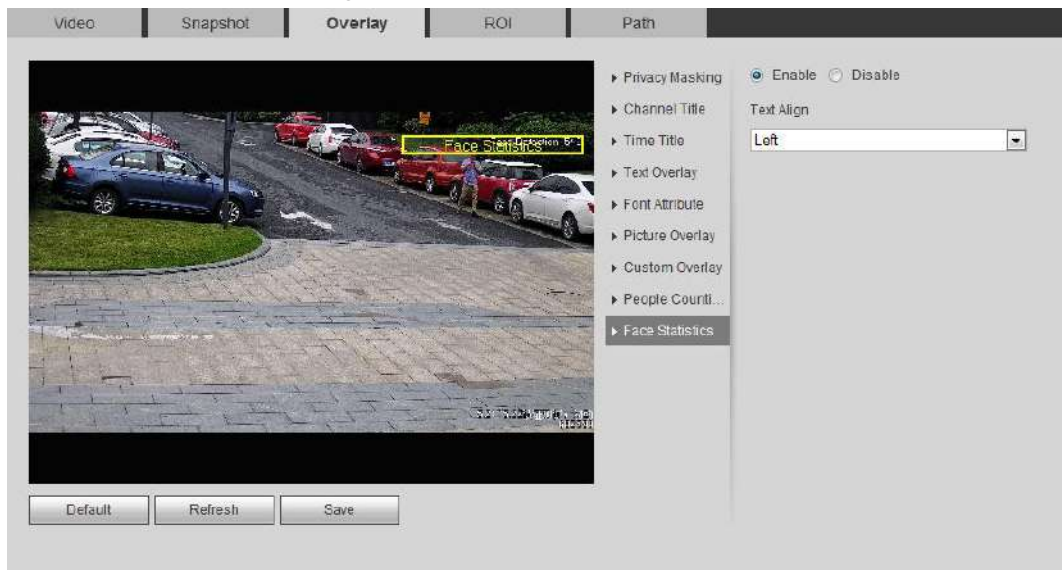 Video Snapshot Overlay ROI Path
Privacy Masking
Channel Title
Time Title
Text Overlay
Font Attribute
Picture Overlay
Custom Overlay
People Counti...
Face Statistics
Enable Disable
Text Align
Left
Face Statistics
Default Refresh Save